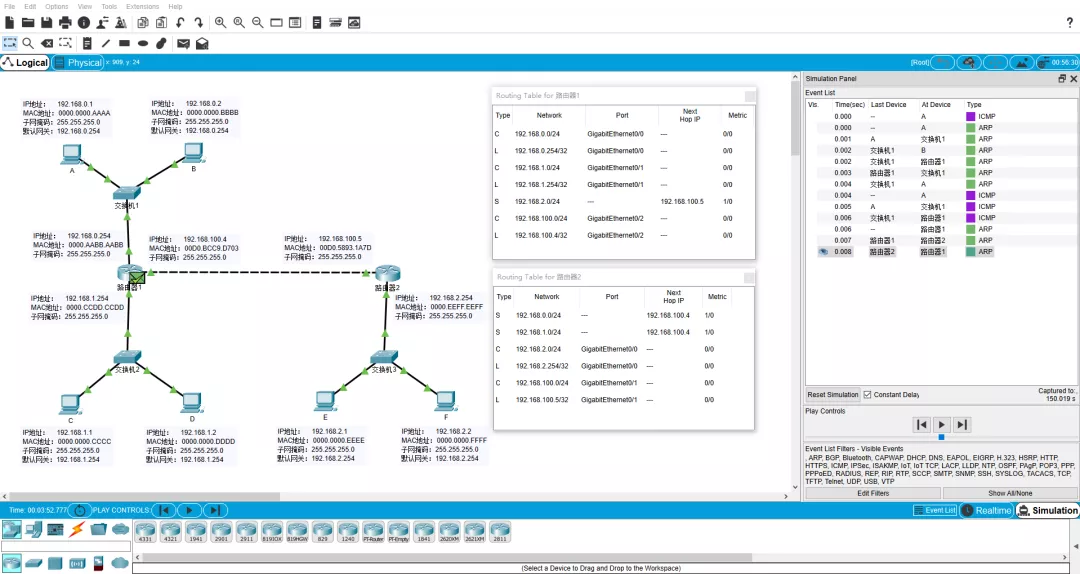 File Edit Options View Tools Extensions Help
?
Logical Physical x: 909, y: 24 [Root] 00:56:30
IP地址: 192.168.0.1
MAC地址: 0000.0000.AAAA
子网掩码: 255.255.255.0
默认网关: 192.168.0.254
IP地址: 192.168.0.2
MAC地址: 0000.0000.BBBB
子网掩码: 255.255.255.0
默认网关: 192.168.0.254
A
B
交换机1
IP地址: 192.168.0.254
MAC地址: 0000.AABB.AABB
子网掩码: 255.255.255.0
IP地址: 192.168.100.4
MAC地址: 00D0.BCC9.D703
子网掩码: 255.255.255.0
IP地址: 192.168.100.5
MAC地址: 00D0.5893.1A7D
子网掩码: 255.255.255.0
路由器1
路由器2
IP地址: 192.168.1.254
MAC地址: 0000.CCDD.CCDD
子网掩码: 255.255.255.0
IP地址: 192.168.2.254
MAC地址: 0000.EEFF.EEFF
子网掩码: 255.255.255.0
交换机2
交换机3
C
D
E
F
IP地址: 192.168.1.1
MAC地址: 0000.0000.CCCC
子网掩码: 255.255.255.0
默认网关: 192.168.1.254
IP地址: 192.168.1.2
MAC地址: 0000.0000.DDDD
子网掩码: 255.255.255.0
默认网关: 192.168.1.254
IP地址: 192.168.2.1
MAC地址: 0000.0000.EEEE
子网掩码: 255.255.255.0
默认网关: 192.168.2.254
IP地址: 192.168.2.2
MAC地址: 0000.0000.FFFF
子网掩码: 255.255.255.0
默认网关: 192.168.2.254
Routing Table for 路由器1
Type Network Port Next Hop IP Metric
C 192.168.0.0/24 GigabitEthernet0/0 --- 0/0
L 192.168.0.254/32 GigabitEthernet0/0 --- 0/0
C 192.168.1.0/24 GigabitEthernet0/1 --- 0/0
L 192.168.1.254/32 GigabitEthernet0/1 --- 0/0
S 192.168.2.0/24 --- 192.168.100.5 1/0
C 192.168.100.0/24 GigabitEthernet0/2 --- 0/0
L 192.168.100.4/32 GigabitEthernet0/2 --- 0/0
Routing Table for 路由器2
Type Network Port Next Hop IP Metric
S 192.168.0.0/24 --- 192.168.100.4 1/0
S 192.168.1.0/24 --- 192.168.100.4 1/0
C 192.168.2.0/24 GigabitEthernet0/0 --- 0/0
L 192.168.2.254/32 GigabitEthernet0/0 --- 0/0
C 192.168.100.0/24 GigabitEthernet0/1 --- 0/0
L 192.168.100.5/32 GigabitEthernet0/1 --- 0/0
Simulation Panel
Event List
Vis. Time(sec) Last Device At Device Type
0.000 -- A ICMP
0.000 -- A ARP
0.001 A 交换机1 ARP
0.002 交换机1 B ARP
0.002 交换机1 路由器1 ARP
0.003 路由器1 交换机1 ARP
0.004 交换机1 A ARP
0.004 -- A ICMP
0.005 A 交换机1 ICMP
0.006 交换机1 路由器1 ICMP
0.006 -- 路由器1 ARP
0.007 路由器1 路由器2 ARP
0.008 路由器2 路由器1 ARP
Reset Simulation Constant Delay Captured to:
150.019 s
Play Controls
Event List Filters - Visible Events
, ARP, BGP, Bluetooth, CAPWAP, DHCP, DNS, EAPOL, EIGRP, H.323, HSRP, HTTP,
HTTPS, ICMP, IPSec, ISAKMP, IoT, IoT TCP, LACP, LLDP, NTP, OSPF, PAgP, POP3, PPP,
PPPoED, RADIUS, REP, RIP, RTP, SCCP, SMTP, SNMP, SSH, SYSLOG, TACACS, TCP,
TFTP, Telnet, UDP, USB, VTP
Edit Filters Show All/None
Time: 00:03:52.777 PLAY CONTROLS: Event List Realtime Simulation
4331 4321 1941 2901 2911 819IOX 819HGW 829 1240 PT-Router PT-Empty 1841 2620XM 2621XM 2811
(Select a Device to Drag and Drop to the Workspace)